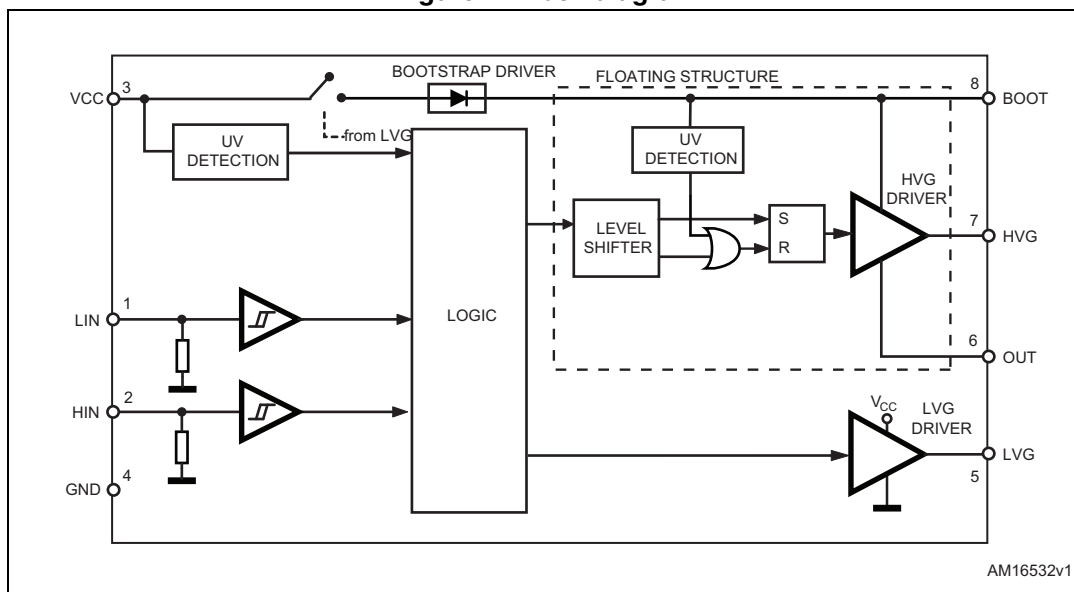 BOOTSTRAP DRIVER
FLOATING STRUCTURE
3
VCC
8
BOOT
from LVG
UV
DETECTION
UV
DETECTION
HVG
DRIVER
LEVEL
SHIFTER
S
R
7
HVG
LOGIC
1
LIN
6
OUT
2
HIN
VCC
LVG
DRIVER
LVG
5
4
GND
AM16532v1